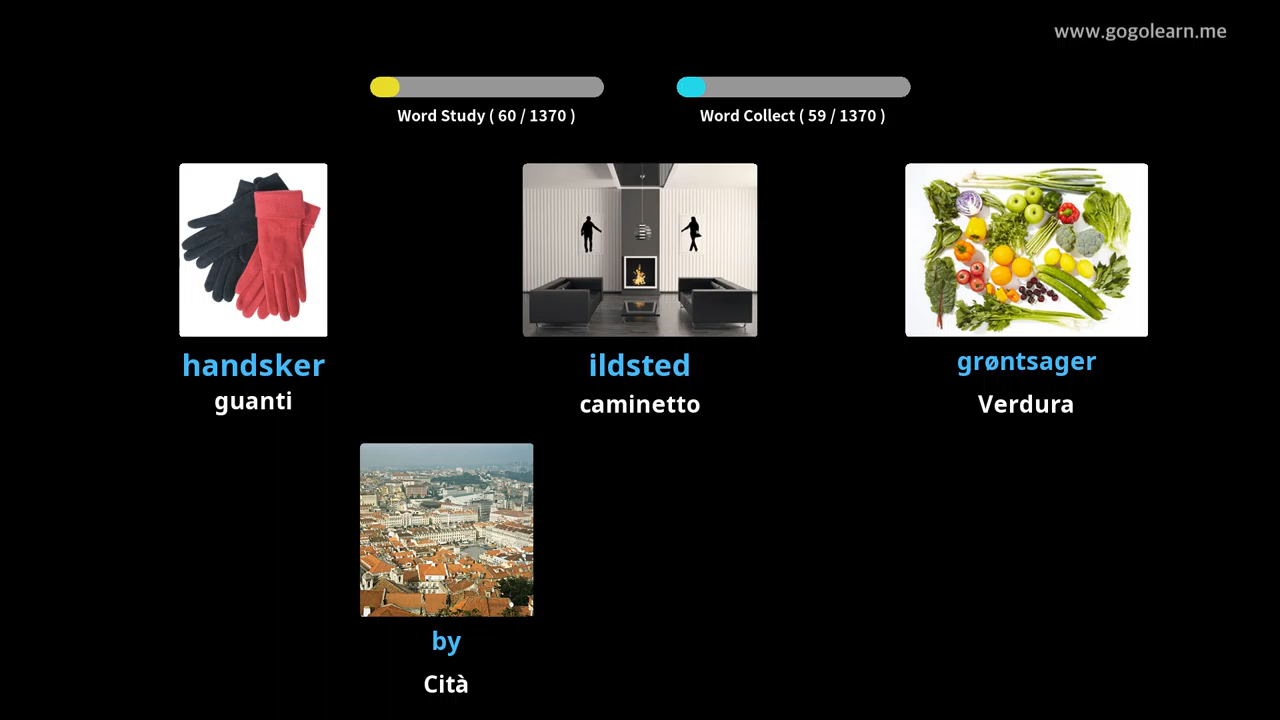 www.gogolearn.me
Word Study ( 60 / 1370 )
Word Collect ( 59 / 1370 )
handsker
guanti
ildsted
caminetto
grøntsager
Verdura
by
Cità